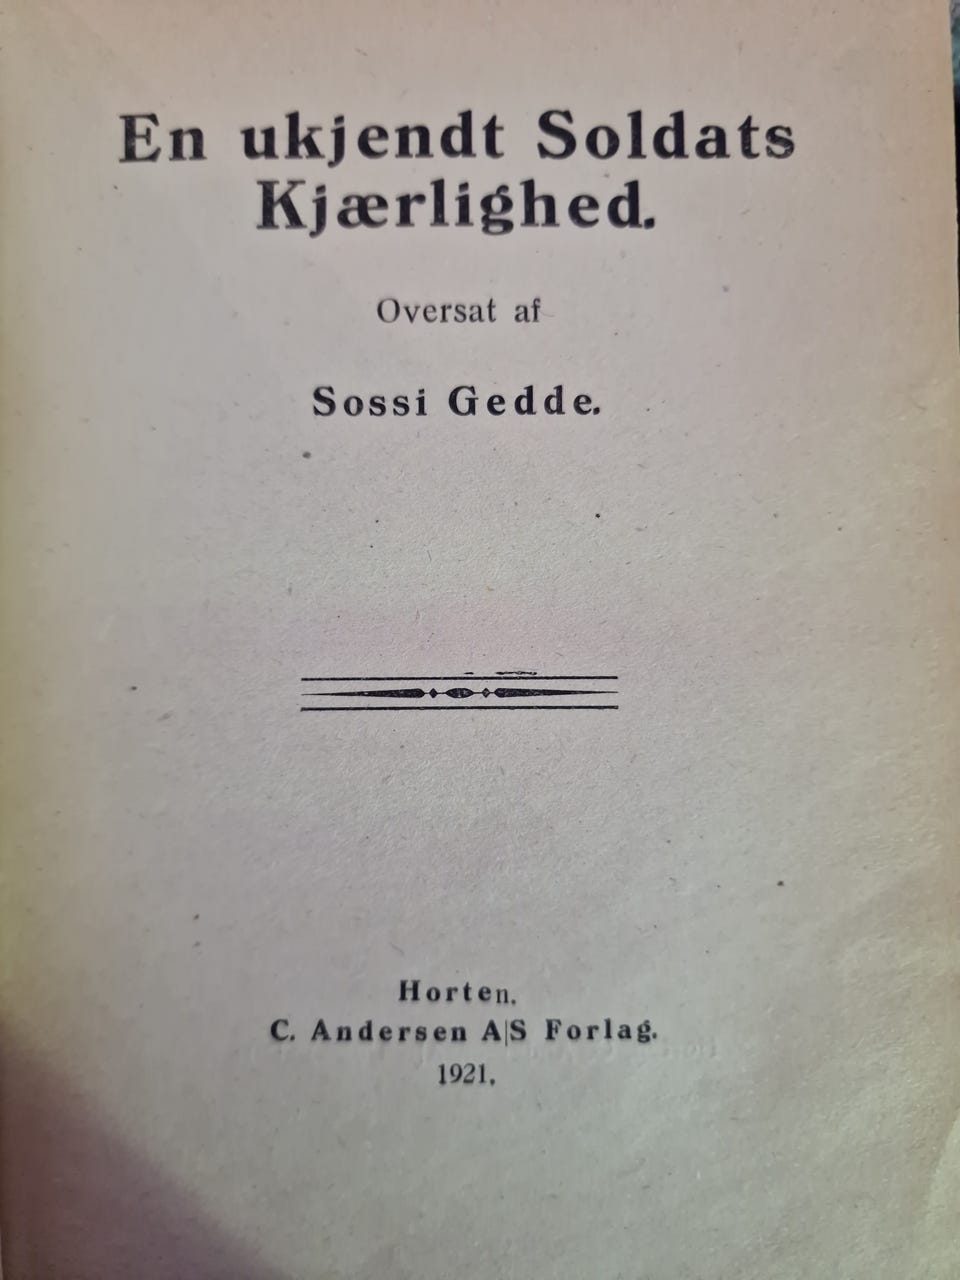 En ukjendt Soldats
Kjærlighed.
Oversat af
Sossi Gedde.
Horten.
C. Andersen A|S Forlag.
1921.